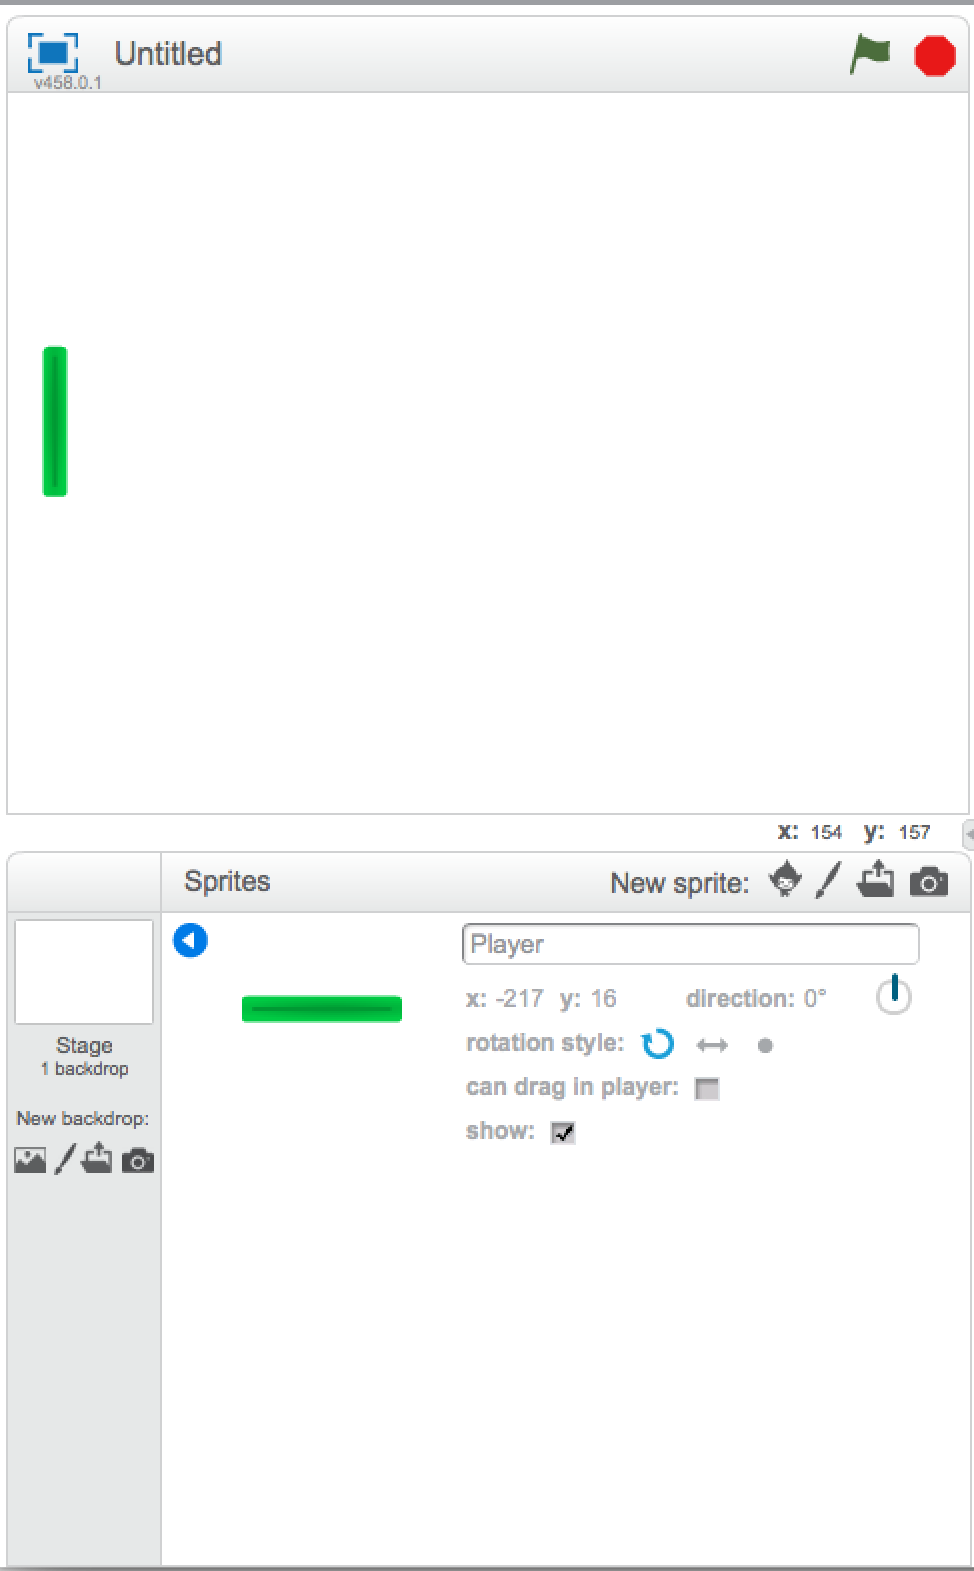 Untitled
v458.0.1
x: 154 y: 157
Sprites New sprite:
Player
x: -217 y: 16 direction: 0°
rotation style:
can drag in player:
show:
Stage
1 backdrop
New backdrop: